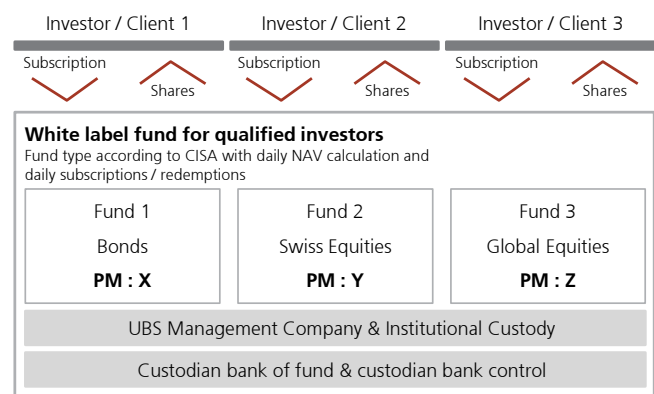 Investor / Client 1
Investor / Client 2
Investor / Client 3
Subscription
Shares
Subscription
Shares
Subscription
Shares
White label fund for qualified investors
Fund type according to CISA with daily NAV calculation and
daily subscriptions / redemptions
Fund 1
Bonds
PM : X
Fund 2
Swiss Equities
PM : Y
Fund 3
Global Equities
PM : Z
UBS Management Company & Institutional Custody
Custodian bank of fund & custodian bank control